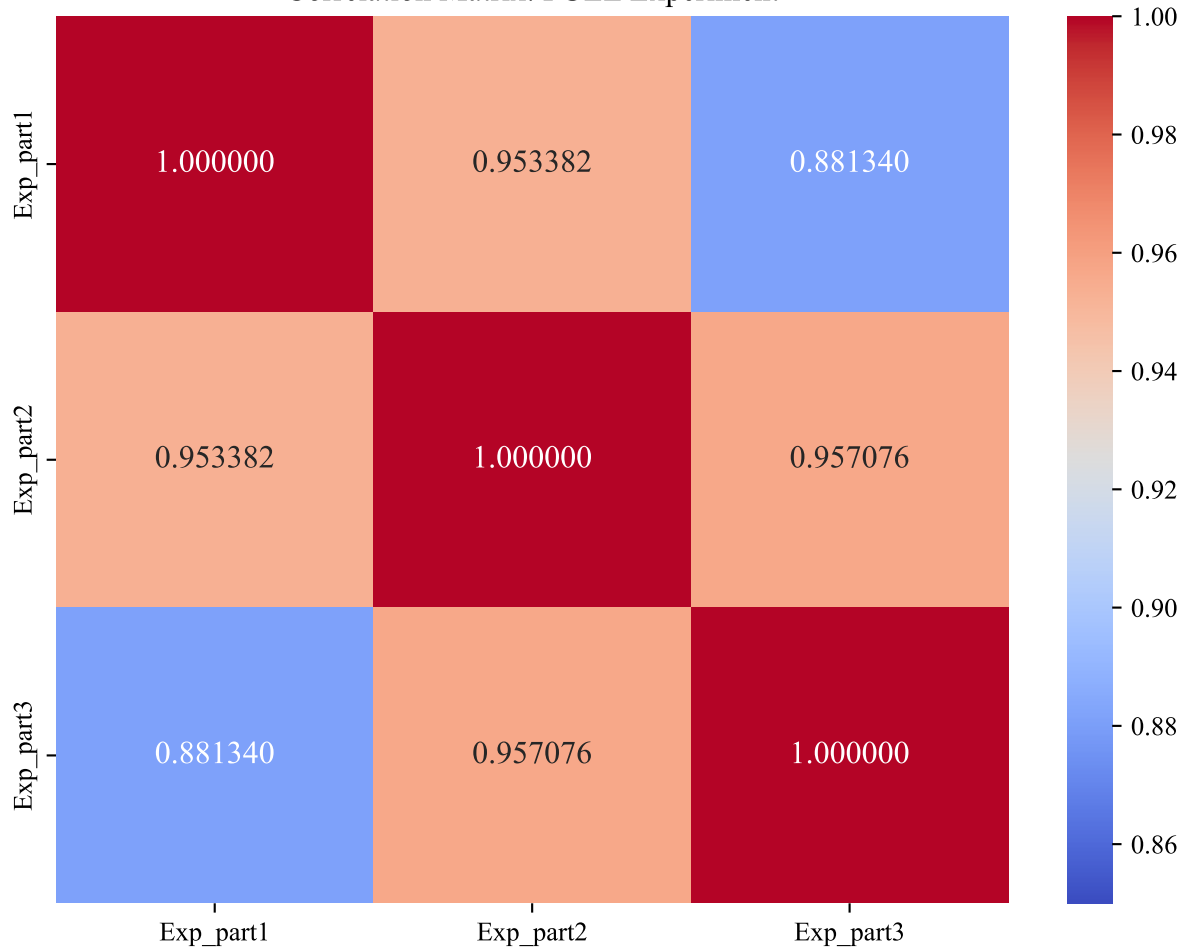 Exp_part1
1.000000 0.953382 0.881340
Exp_part2
0.953382 1.000000 0.957076
Exp_part3
0.881340 0.957076 1.000000
Exp_part1 Exp_part2 Exp_part3
1.00
0.98
0.96
0.94
0.92
0.90
0.88
0.86